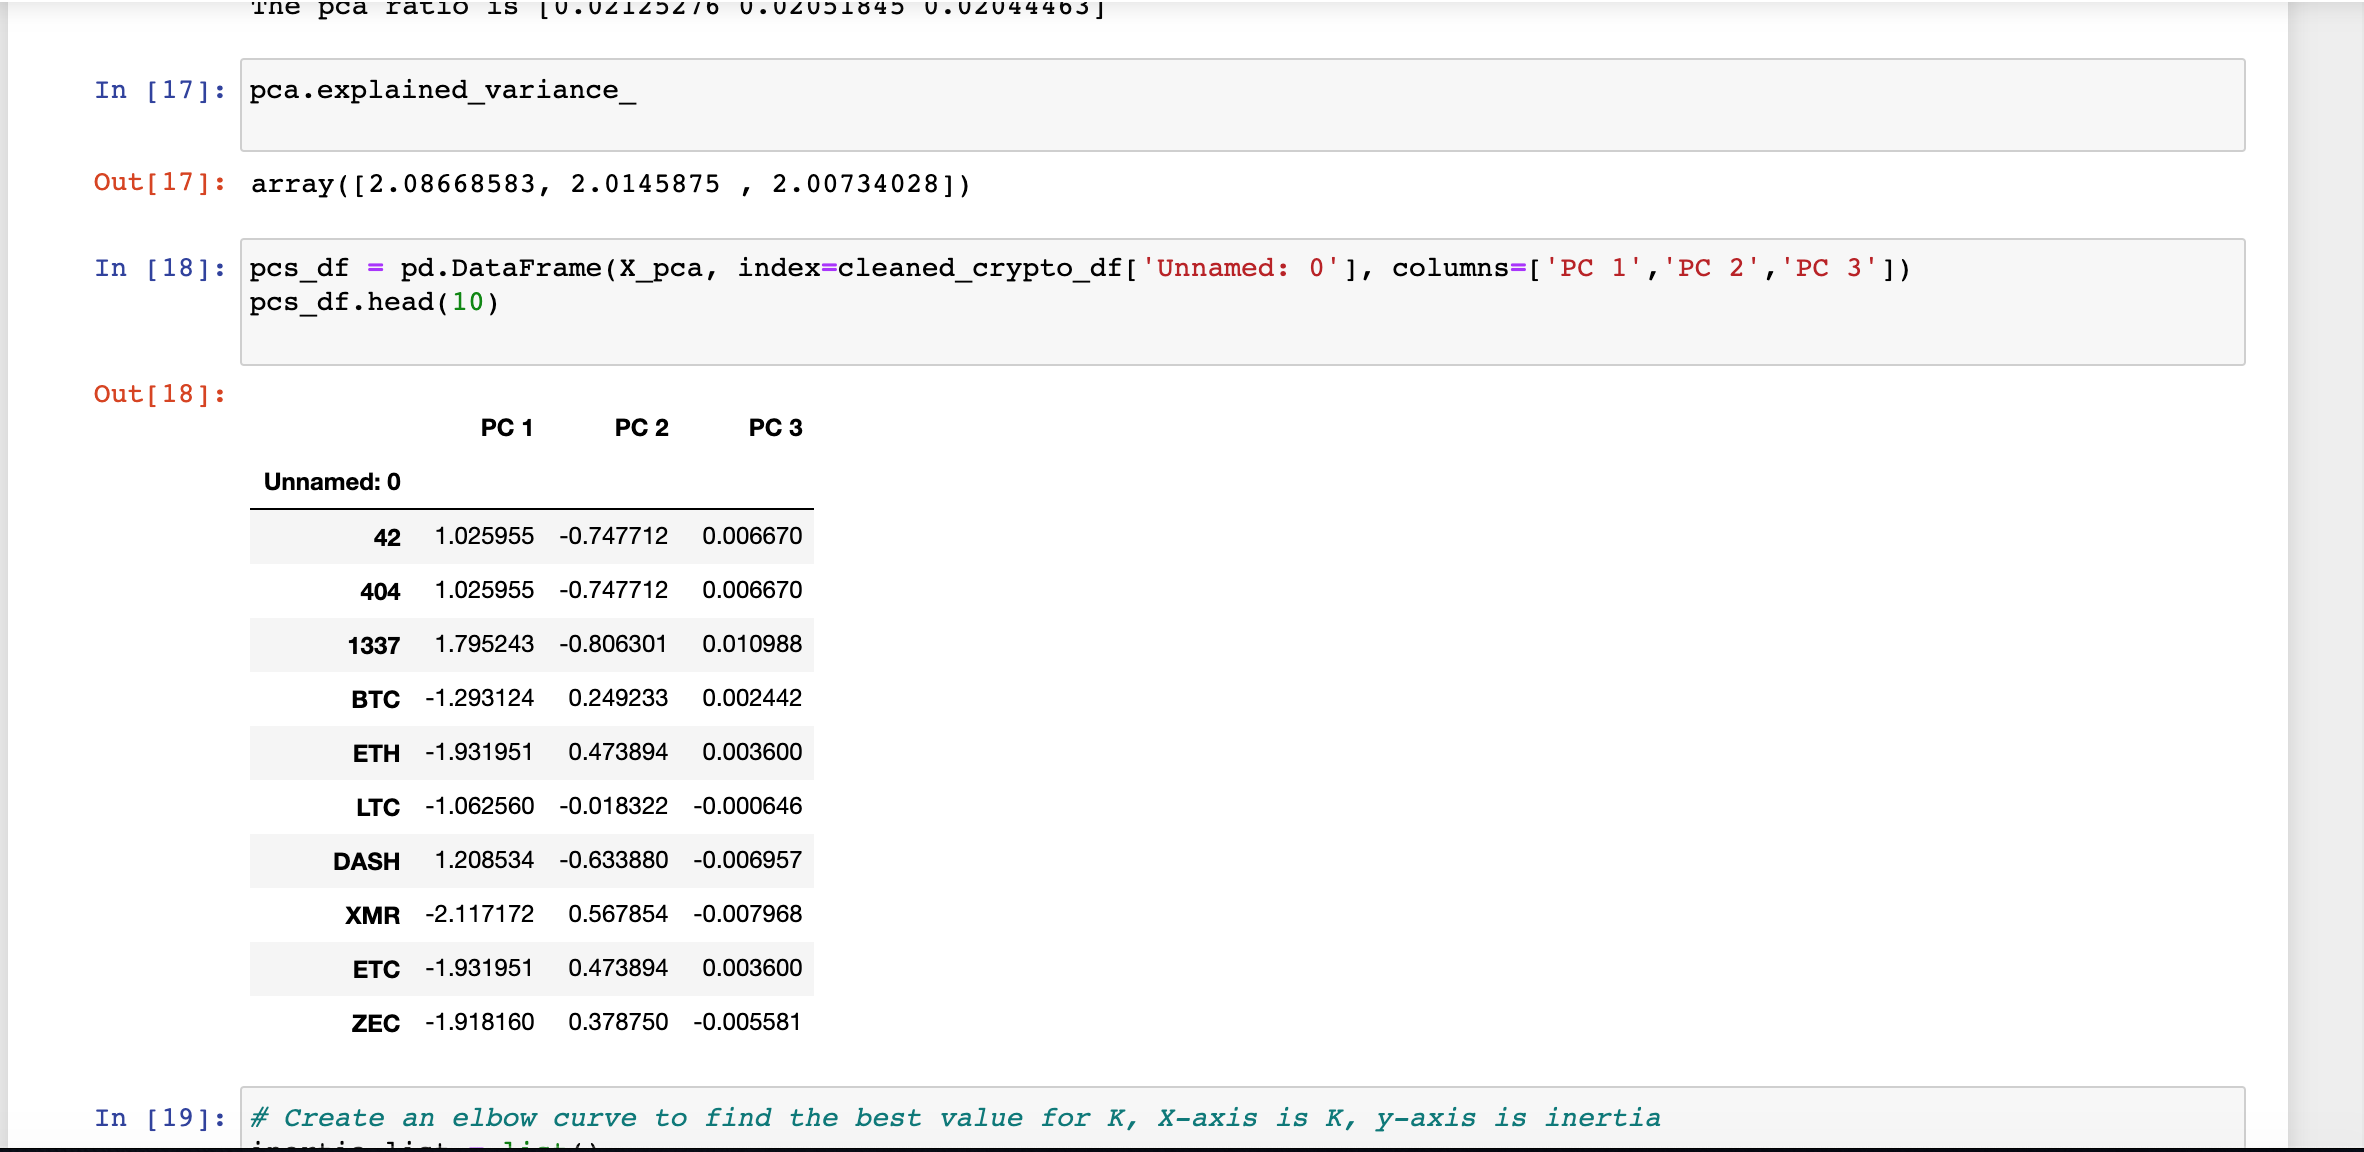 The pca ratio is [0.02125276 0.02051845 0.02044463]
In [17]: pca.explained_variance_
Out[17]: array([2.08668583, 2.0145875 , 2.00734028])
In [18]: pcs_df = pd.DataFrame(X_pca, index=cleaned_crypto_df['Unnamed: 0'], columns=['PC 1','PC 2','PC 3'])
pcs_df.head(10)
Out[18]:
PC 1 PC 2 PC 3
Unnamed: 0
42 1.025955 -0.747712 0.006670
404 1.025955 -0.747712 0.006670
1337 1.795243 -0.806301 0.010988
BTC -1.293124 0.249233 0.002442
ETH -1.931951 0.473894 0.003600
LTC -1.062560 -0.018322 -0.000646
DASH 1.208534 -0.633880 -0.006957
XMR -2.117172 0.567854 -0.007968
ETC -1.931951 0.473894 0.003600
ZEC -1.918160 0.378750 -0.005581
In [19]: # Create an elbow curve to find the best value for K, X-axis is K, y-axis is inertia
inertia_list = list()